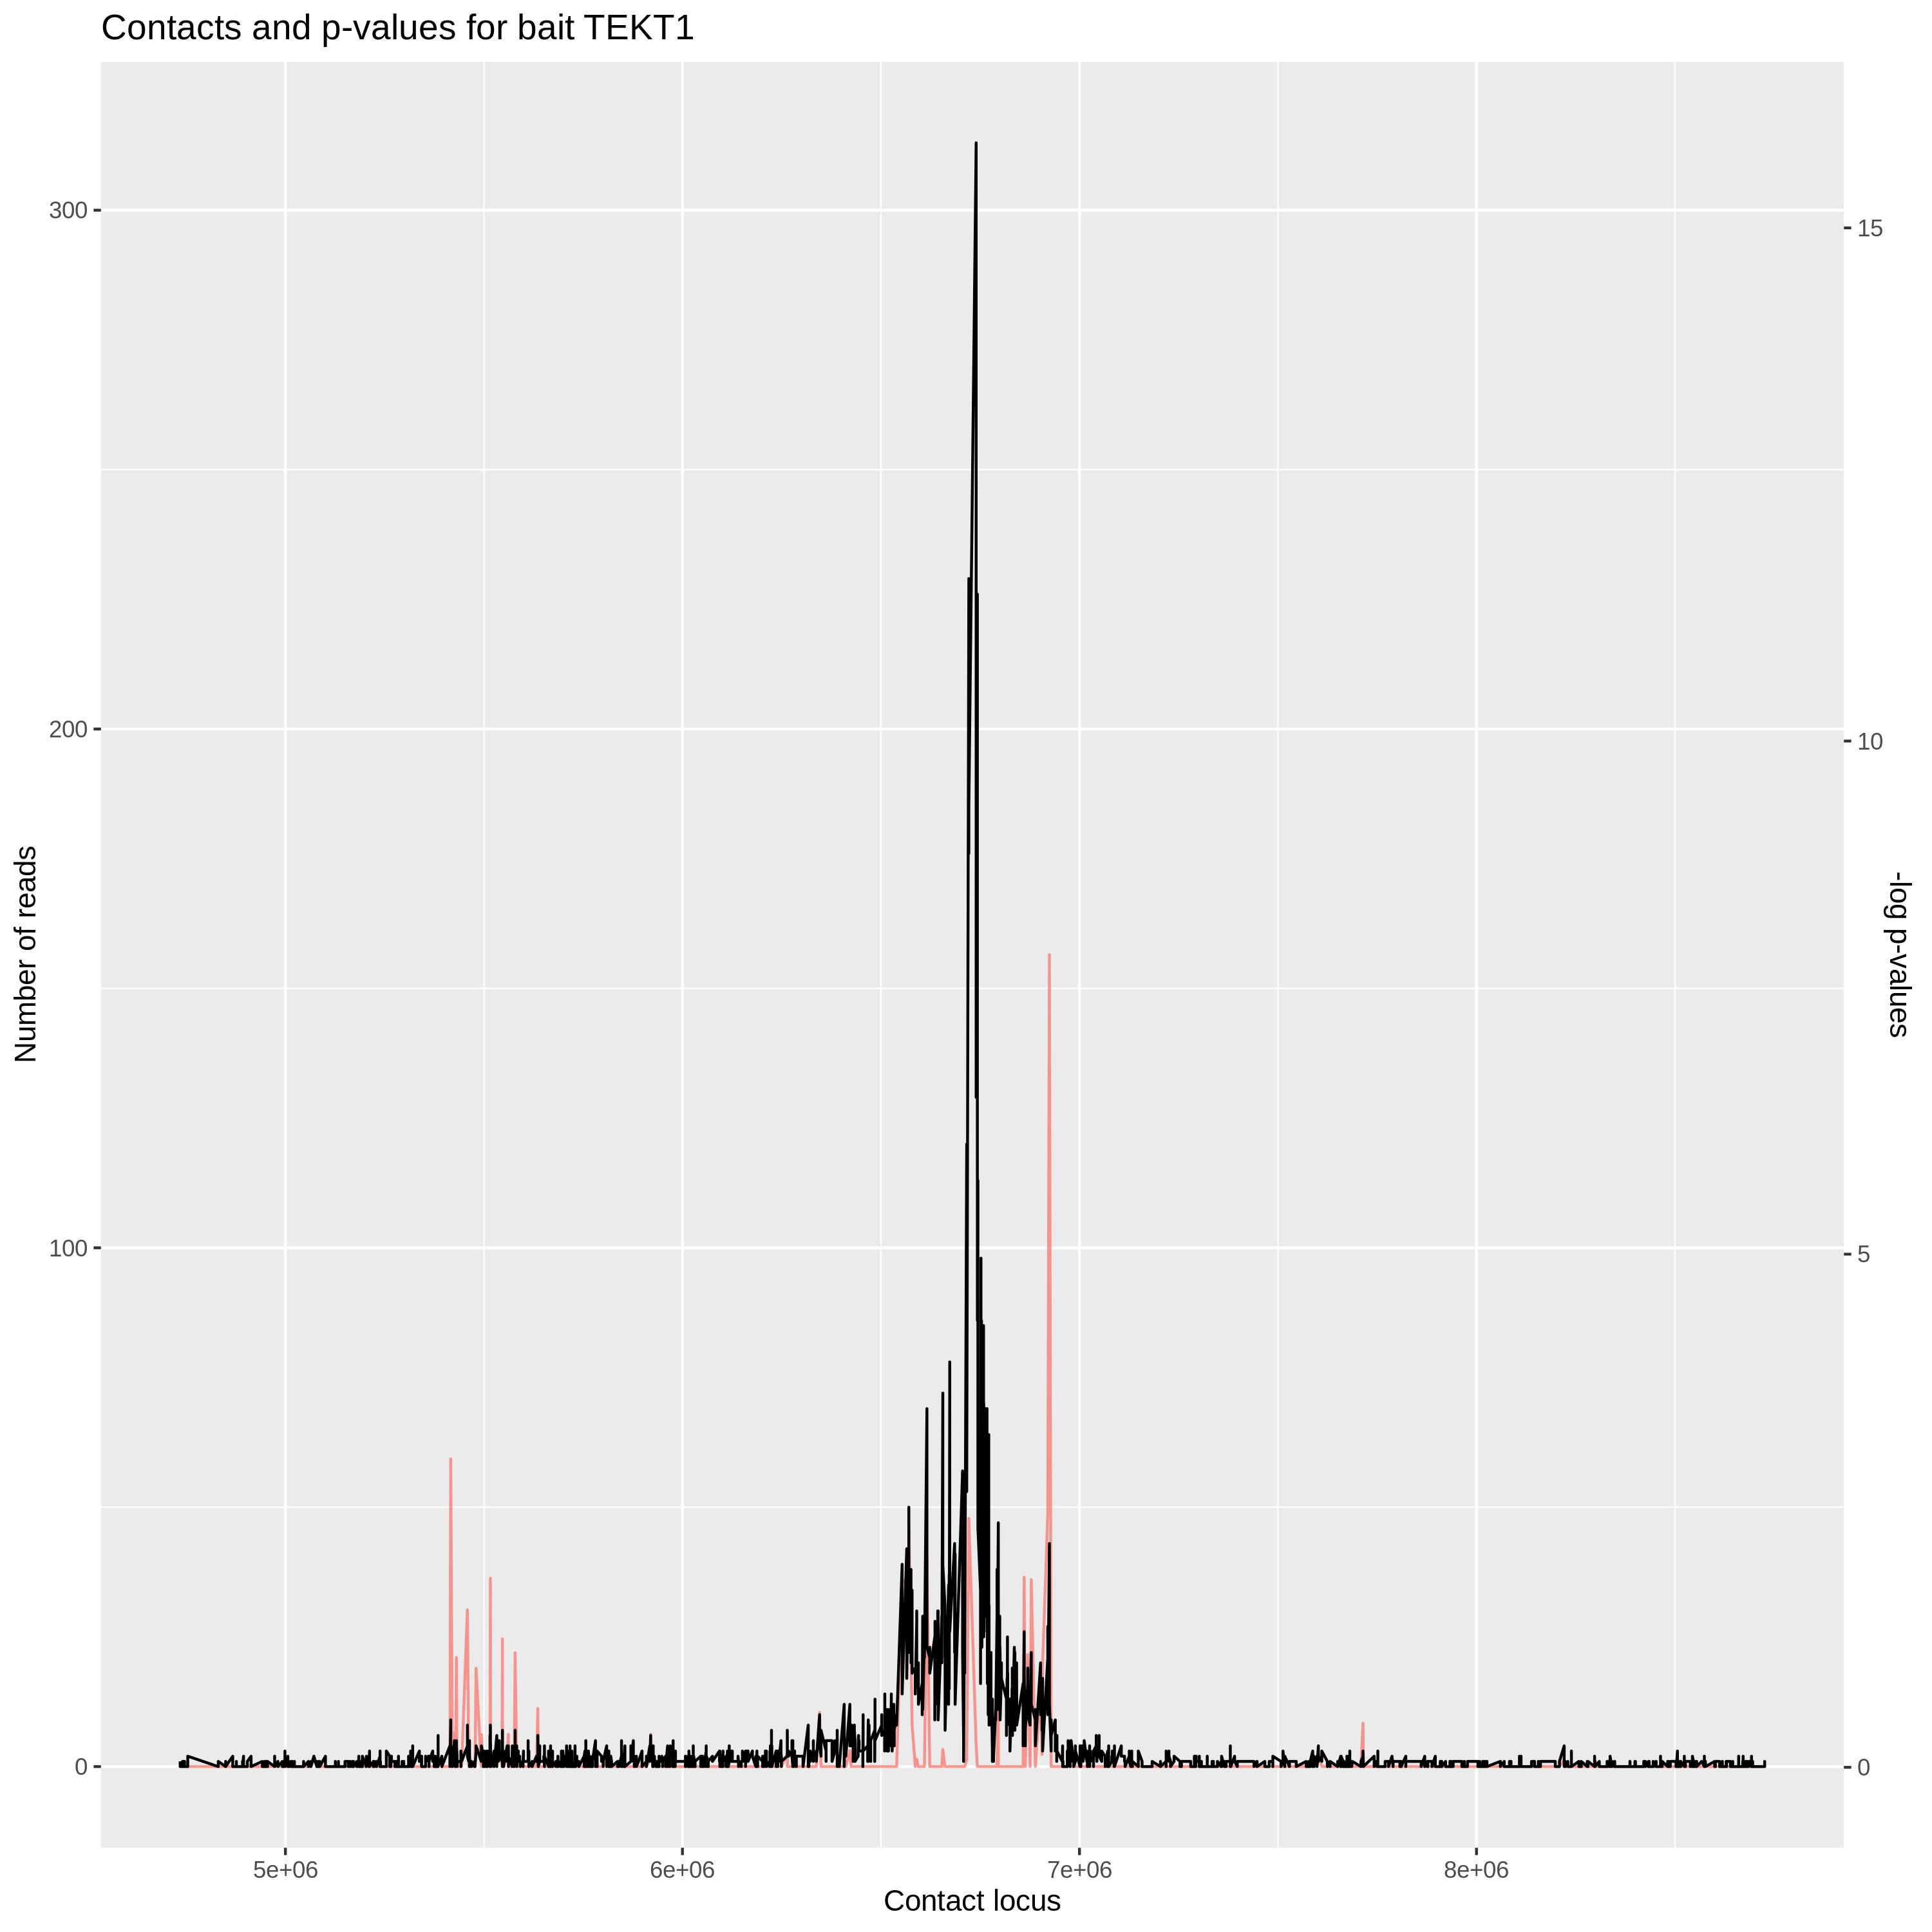 Contacts and p-values for bait TEKT1
300
200
100
0
Number of reads
15
10
5
0
-log p-values
5e+06
6e+06
7e+06
8e+06
Contact locus